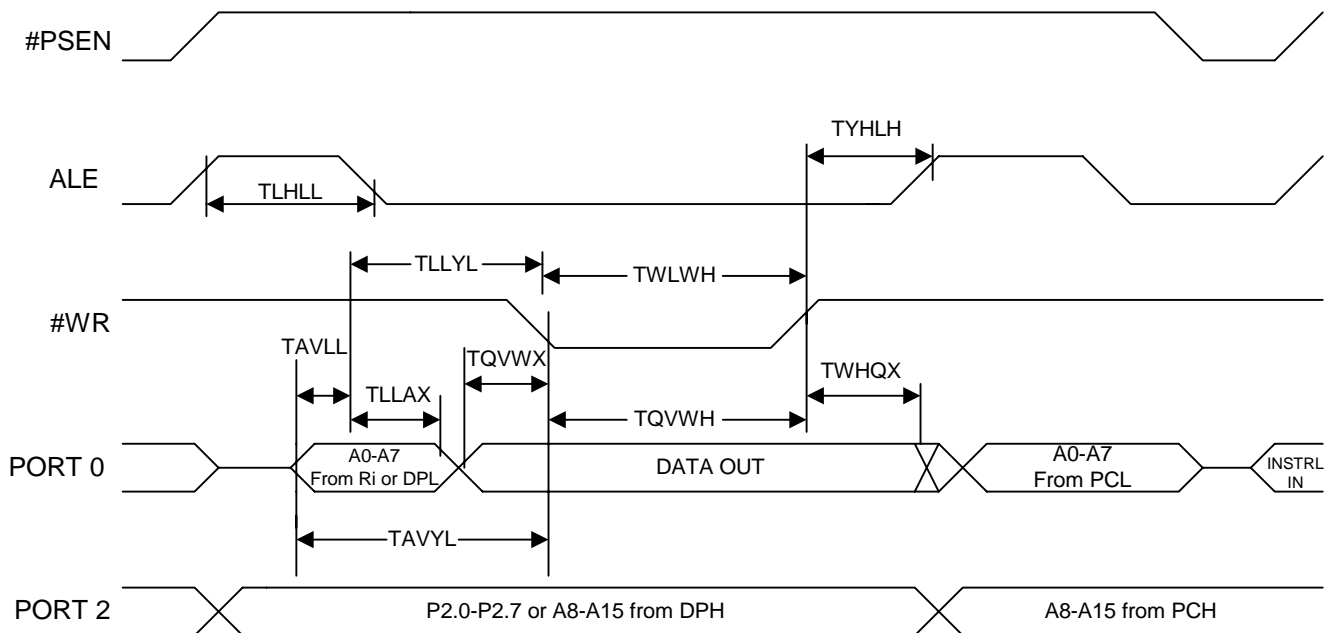 #PSEN
TYHLH
ALE
TLHLL
TLLYL
TWLWH
#WR
TAVLL
TQVWX
TWHQX
TLLAX
TQVWH
PORT 0
A0-A7
From Ri or DPL
DATA OUT
A0-A7
From PCL
INSTRL
IN
TAVYL
PORT 2
P2.0-P2.7 or A8-A15 from DPH
A8-A15 from PCH